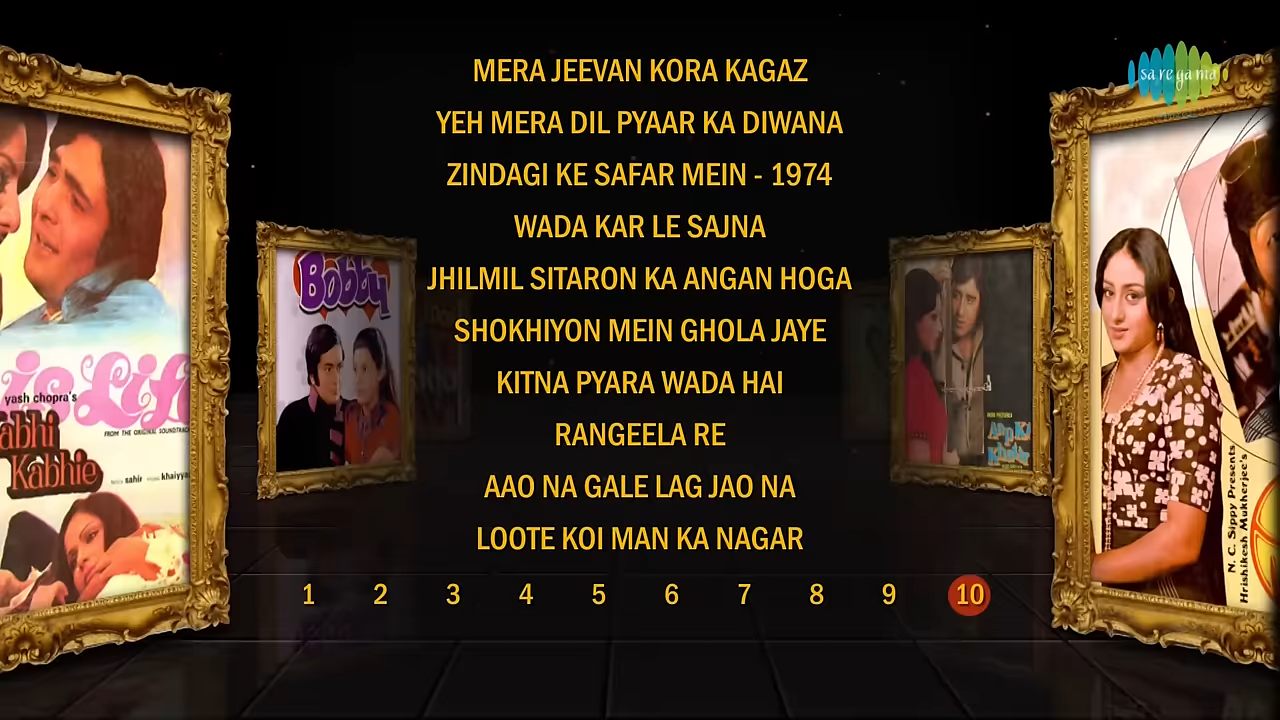 MERA JEEVAN KORA KAGAZ
YEH MERA DIL PYAAR KA DIWANA
ZINDAGI KE SAFAR MEIN - 1974
WADA KAR LE SAJNA
JHILMIL SITARON KA ANGAN HOGA
SHOKHIYON MEIN GHOLA JAYE
KITNA PYARA WADA HAI
RANGEELA RE
AAO NA GALE LAG JAO NA
LOOTE KOI MAN KA NAGAR
1 2 3 4 5 6 7 8 9 10
sa re ga ma
yash chopra's
FROM THE ORIGINAL SOUNDTRACK
Kabhie
sahir
khaiyya
Bobby
Aap Ki
N. C. Sippy Presents
Hrishikesh Mukherjee's